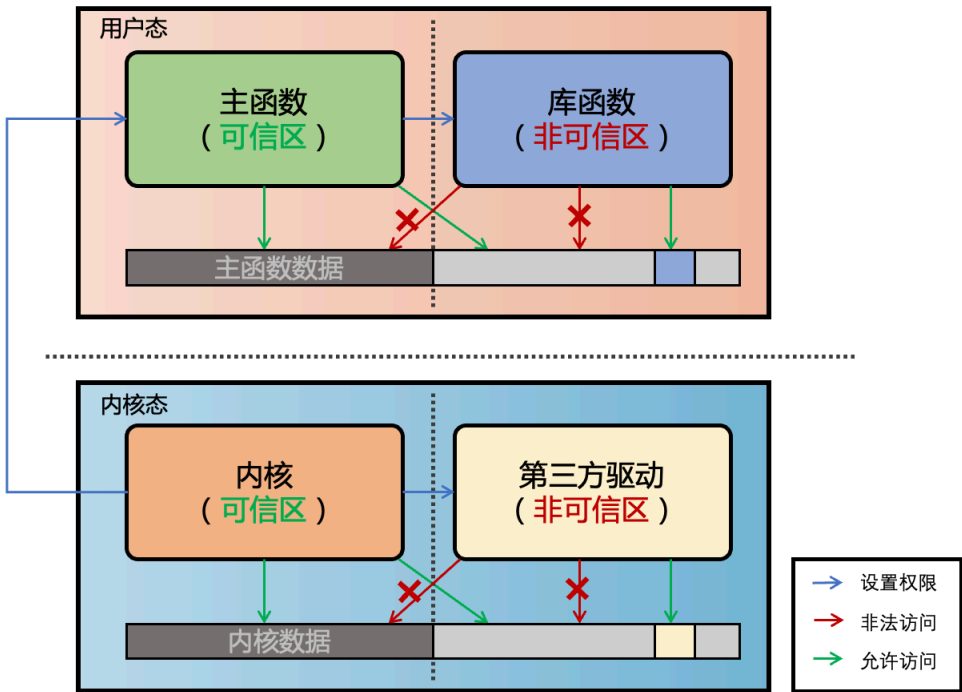 用户态
主函数
（可信区）
库函数
（非可信区）
主函数数据
内核态
内核
（可信区）
第三方驱动
（非可信区）
内核数据
设置权限
非法访问
允许访问